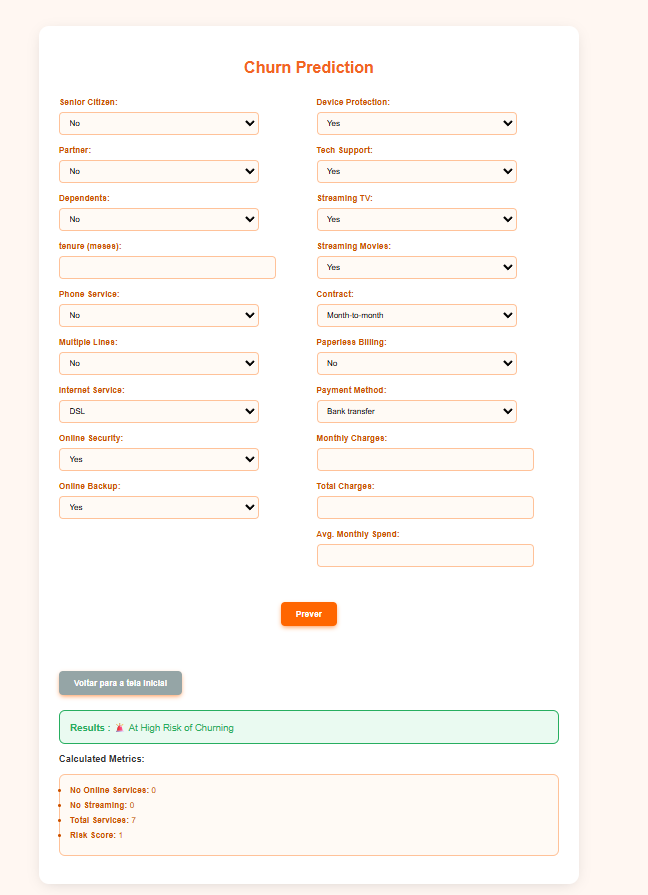 Churn Prediction
Senior Citizen:
No
Partner:
No
Dependents:
No
tenure (meses):
Phone Service:
No
Multiple Lines:
No
Internet Service:
DSL
Online Security:
Yes
Online Backup:
Yes
Device Protection:
Yes
Tech Support:
Yes
Streaming TV:
Yes
Streaming Movies:
Yes
Contract:
Month-to-month
Paperless Billing:
No
Payment Method:
Bank transfer
Monthly Charges:
Total Charges:
Avg. Monthly Spend:
Prever
Voltar para a tela inicial
Results : At High Risk of Churning
Calculated Metrics:
No Online Services: 0
No Streaming: 0
Total Services: 7
Risk Score: 1